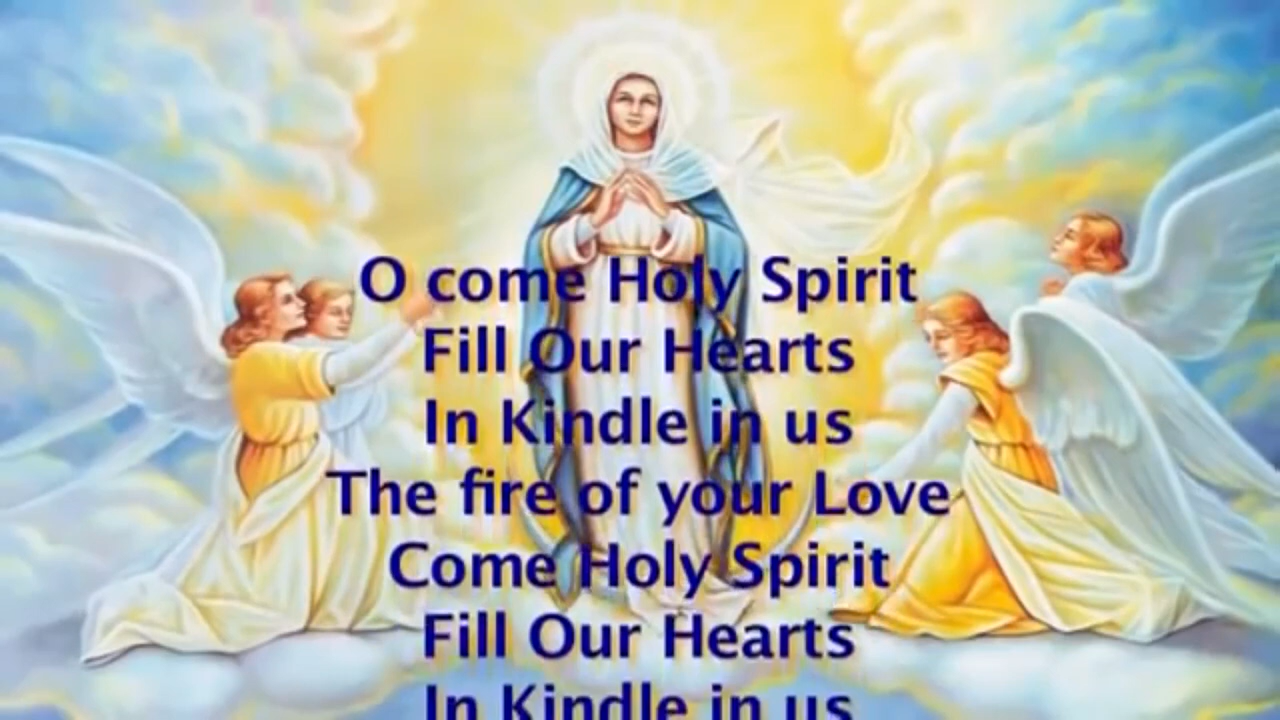 O come Holy Spirit
Fill Our Hearts
In Kindle in us
The fire of your Love
Come Holy Spirit
Fill Our Hearts
In Kindle in us